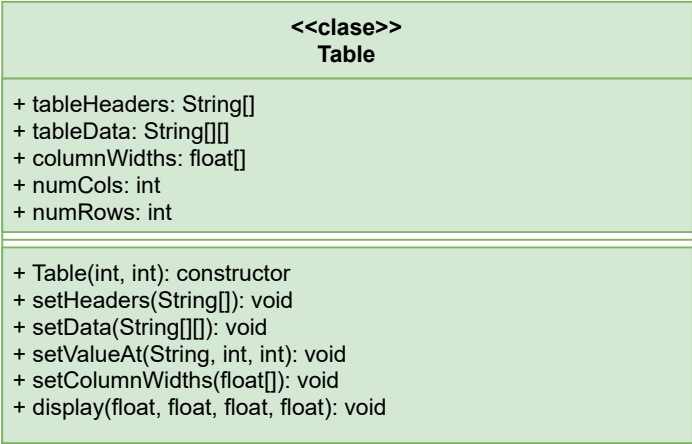 <<clase>>
Table
+ tableHeaders: String[]
+ tableData: String[][]
+ columnWidths: float[]
+ numCols: int
+ numRows: int
+ Table(int, int): constructor
+ setHeaders(String[]): void
+ setData(String[][]): void
+ setValueAt(String, int, int): void
+ setColumnWidths(float[]): void
+ display(float, float, float, float): void